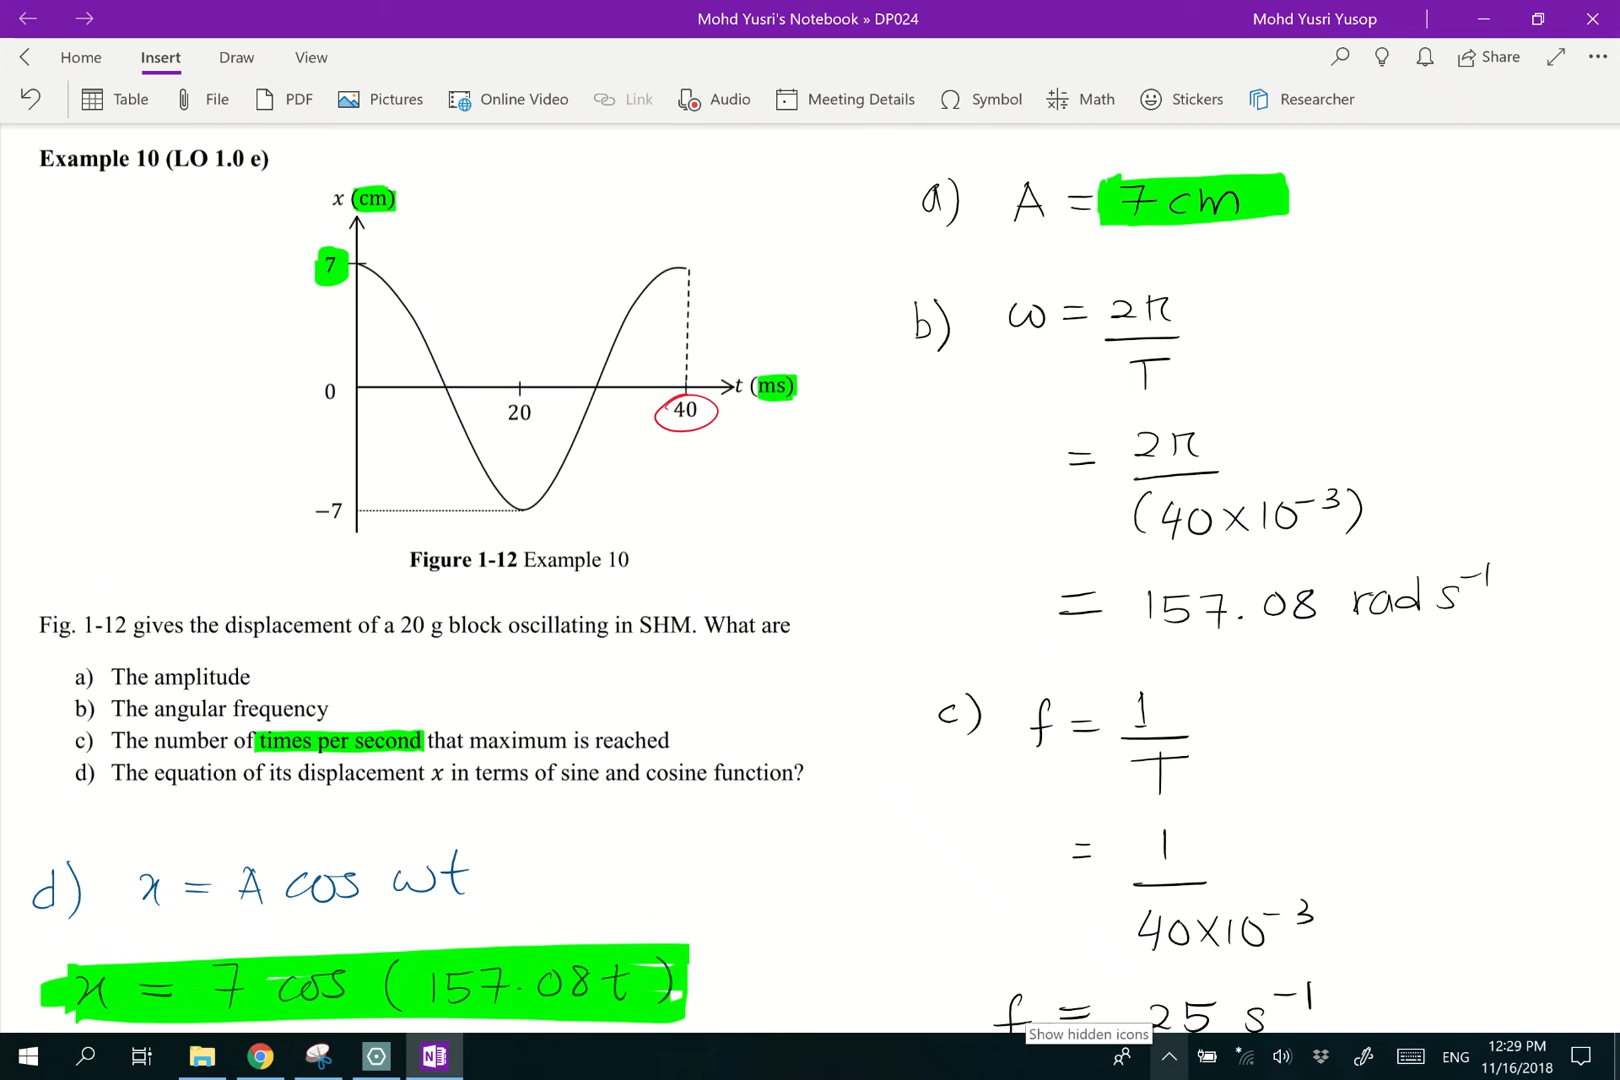 Mohd Yusri's Notebook » DP024
Mohd Yusri Yusop
Home Insert Draw View
Share
Table File PDF Pictures Online Video Link Audio Meeting Details Symbol Math Stickers Researcher
Example 10 (LO 1.0 e)
x (cm)
7
0
20
40
t (ms)
−7
Figure 1-12 Example 10
Fig. 1-12 gives the displacement of a 20 g block oscillating in SHM. What are
a) The amplitude
b) The angular frequency
c) The number of times per second that maximum is reached
d) The equation of its displacement x in terms of sine and cosine function?
d) x = A cos ωt
x = 7 cos (157.08t)
a) A = 7cm
b) ω = 2π
T
= 2π
(40×10⁻³)
= 157.08 rad s⁻¹
c) f = 1
T
= 1
40×10⁻³
f = 25 s⁻¹
Show hidden icons
ENG
12:29 PM
11/16/2018